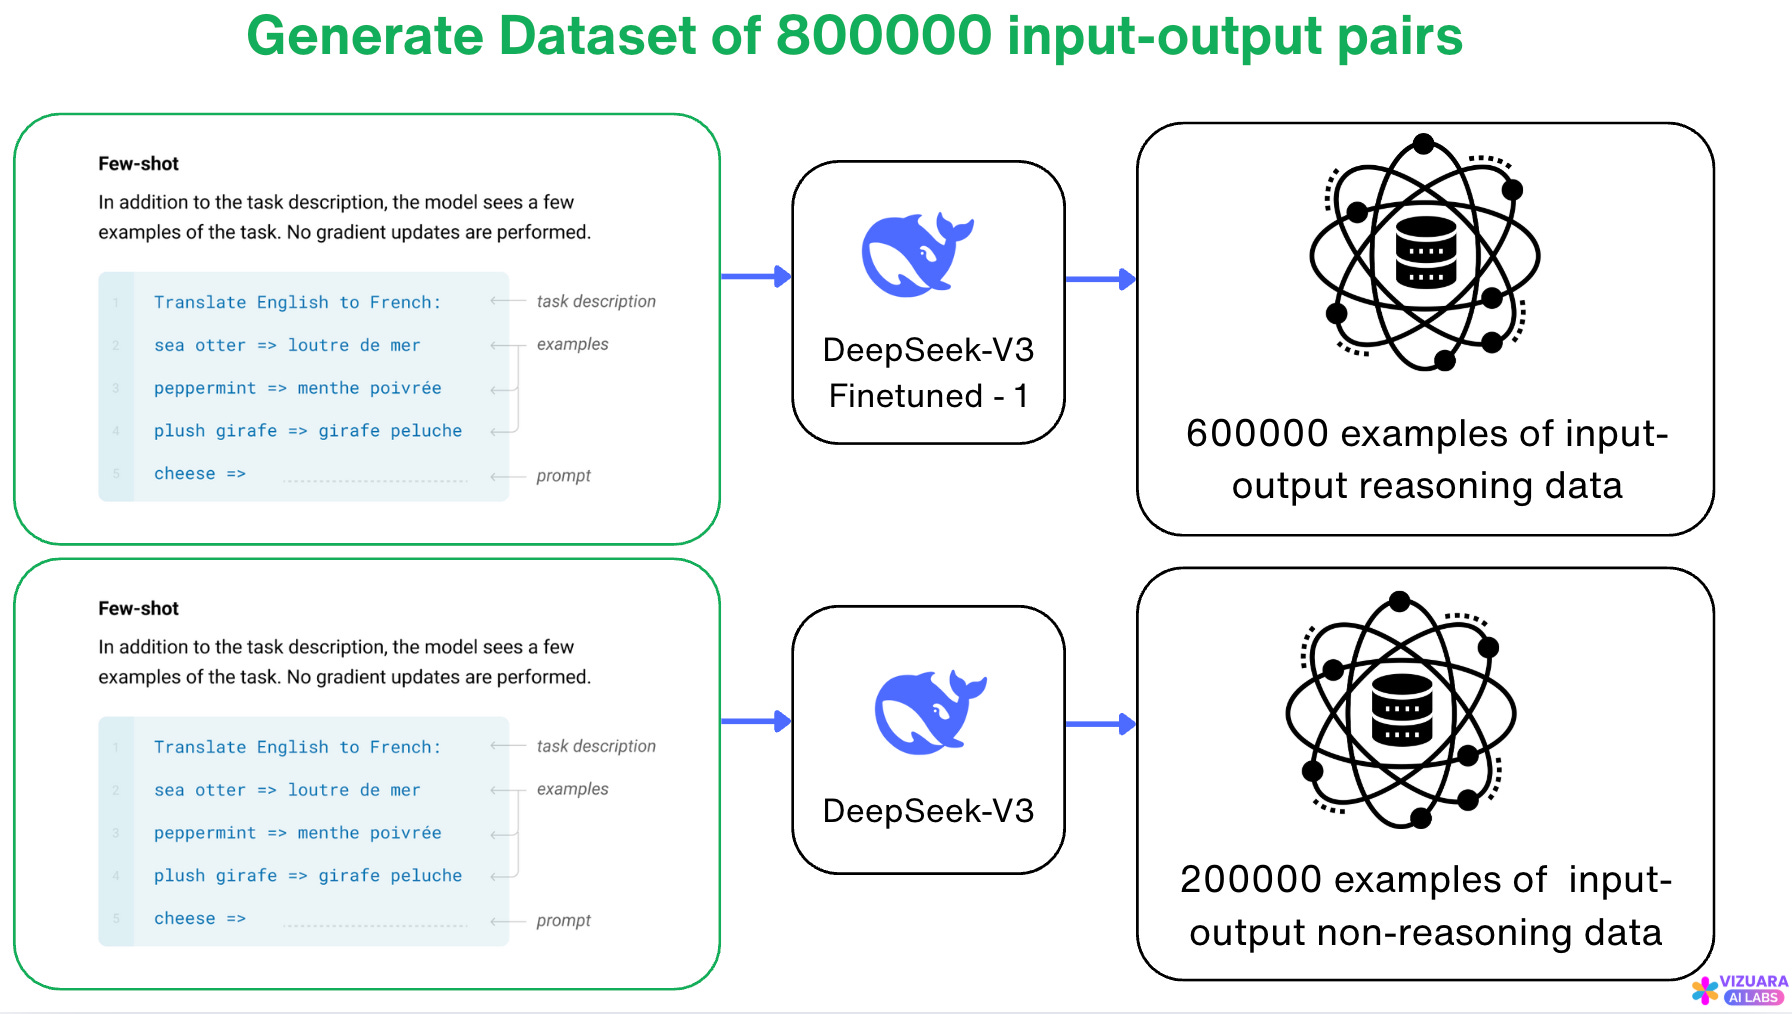 Generate Dataset of 800000 input-output pairs
Few-shot
In addition to the task description, the model sees a few
examples of the task. No gradient updates are performed.
1 Translate English to French: task description
2 sea otter => loutre de mer examples
3 peppermint => menthe poivrée
4 plush girafe => girafe peluche
5 cheese => prompt
DeepSeek-V3
Finetuned - 1
600000 examples of input-
output reasoning data
Few-shot
In addition to the task description, the model sees a few
examples of the task. No gradient updates are performed.
1 Translate English to French: task description
2 sea otter => loutre de mer examples
3 peppermint => menthe poivrée
4 plush girafe => girafe peluche
5 cheese => prompt
DeepSeek-V3
200000 examples of input-
output non-reasoning data
VIZUARA
AI LABS